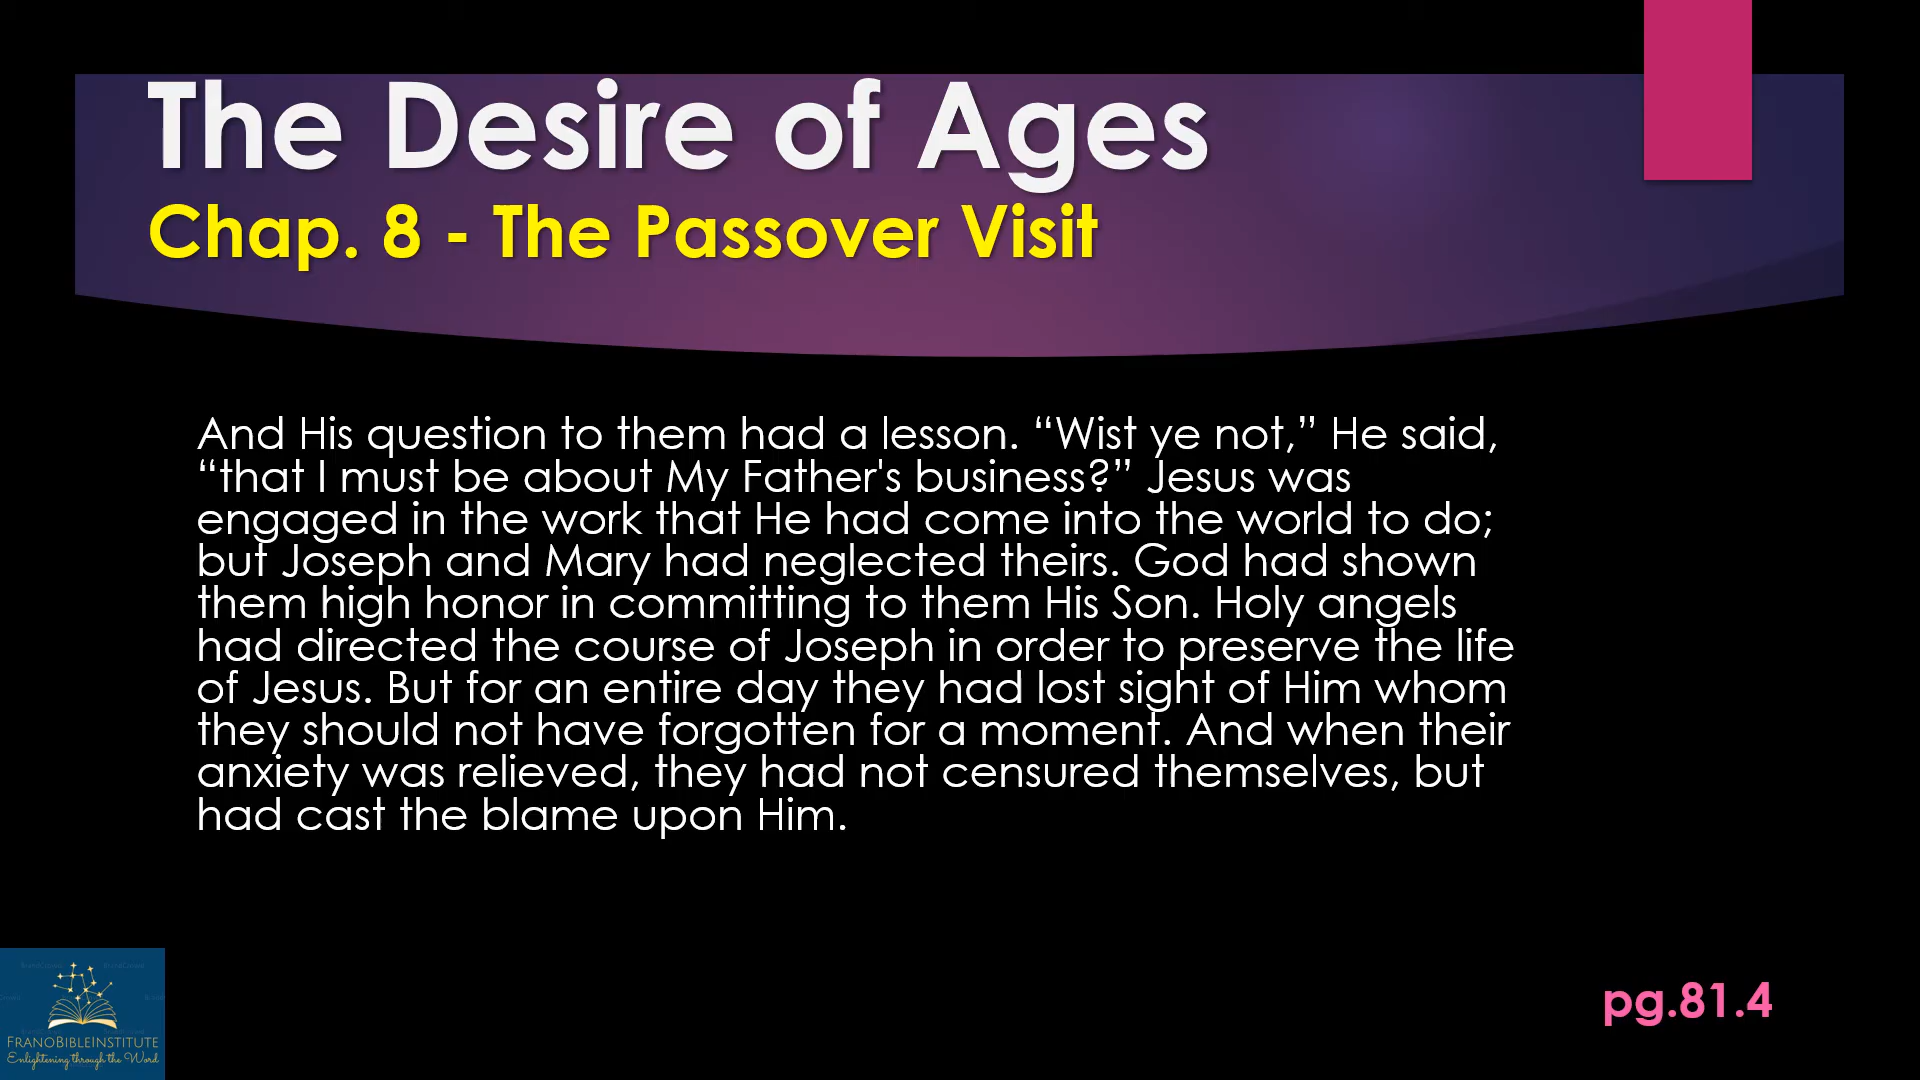 The Desire of Ages
Chap. 8 - The Passover Visit
And His question to them had a lesson. “Wist ye not,” He said,
“that I must be about My Father's business?” Jesus was
engaged in the work that He had come into the world to do;
but Joseph and Mary had neglected theirs. God had shown
them high honor in committing to them His Son. Holy angels
had directed the course of Joseph in order to preserve the life
of Jesus. But for an entire day they had lost sight of Him whom
they should not have forgotten for a moment. And when their
anxiety was relieved, they had not censured themselves, but
had cast the blame upon Him.
pg.81.4
FRANOBIBLEINSTITUTE
Enlightening through the Word